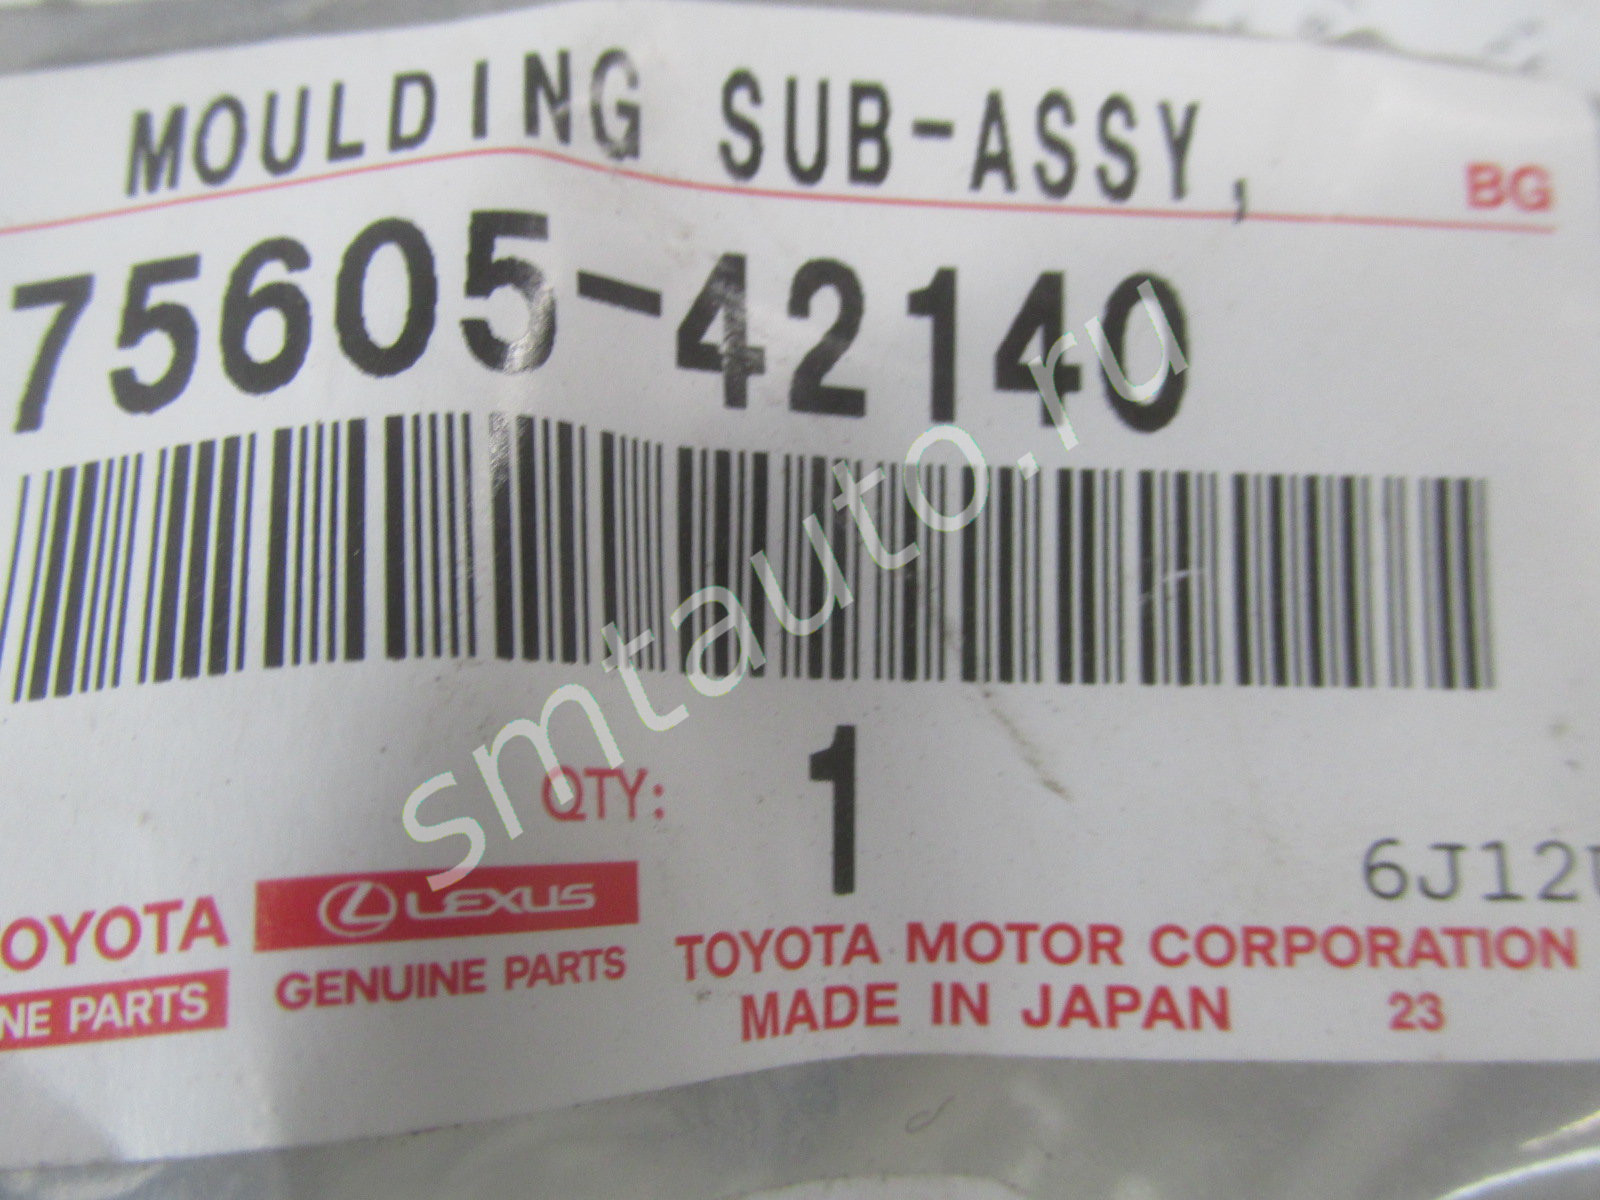 MOULDING SUB-ASSY,
BG
75605-42140
smtauto.ru
QTY: 1
6J12
TOYOTA
LEXUS
PARTS
GENUINE PARTS
TOYOTA MOTOR CORPORATION
MADE IN JAPAN 23